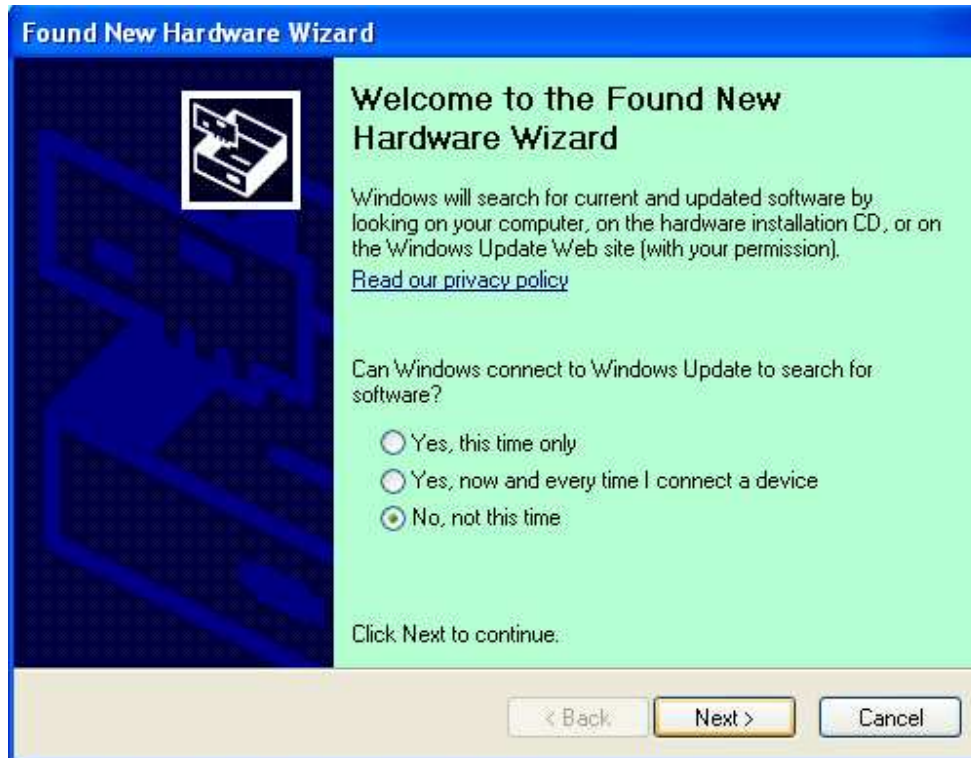 Found New Hardware Wizard
Welcome to the Found New
Hardware Wizard
Windows will search for current and updated software by
looking on your computer, on the hardware installation CD, or on
the Windows Update Web site (with your permission).
Read our privacy policy
Can Windows connect to Windows Update to search for
software?
Yes, this time only
Yes, now and every time I connect a device
No, not this time
Click Next to continue.
< Back
Next >
Cancel